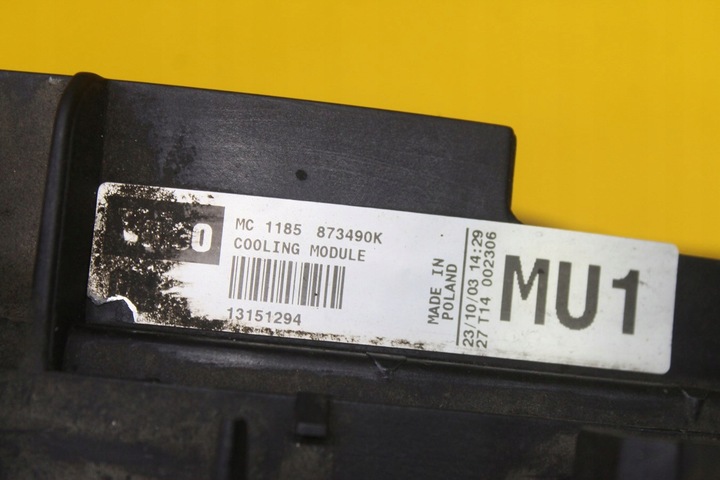 MC 1185 873490K
COOLING MODULE
13151294
MADE IN
POLAND
23/10/03 14:29
27 T14 002306
MU1